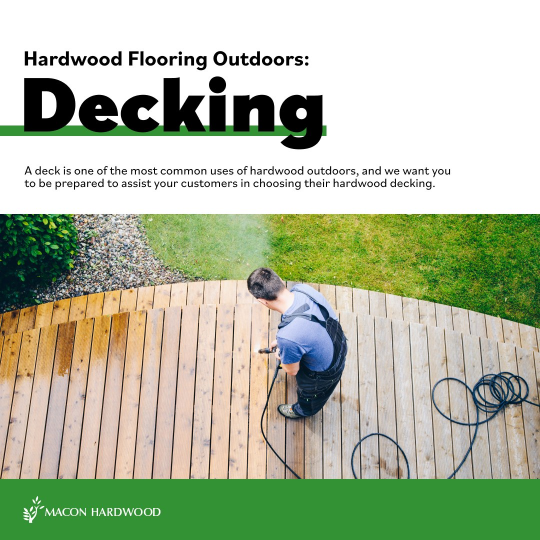 Hardwood Flooring Outdoors:
Decking
A deck is one of the most common uses of hardwood outdoors, and we want you
to be prepared to assist your customers in choosing their hardwood decking.
MACON HARDWOOD